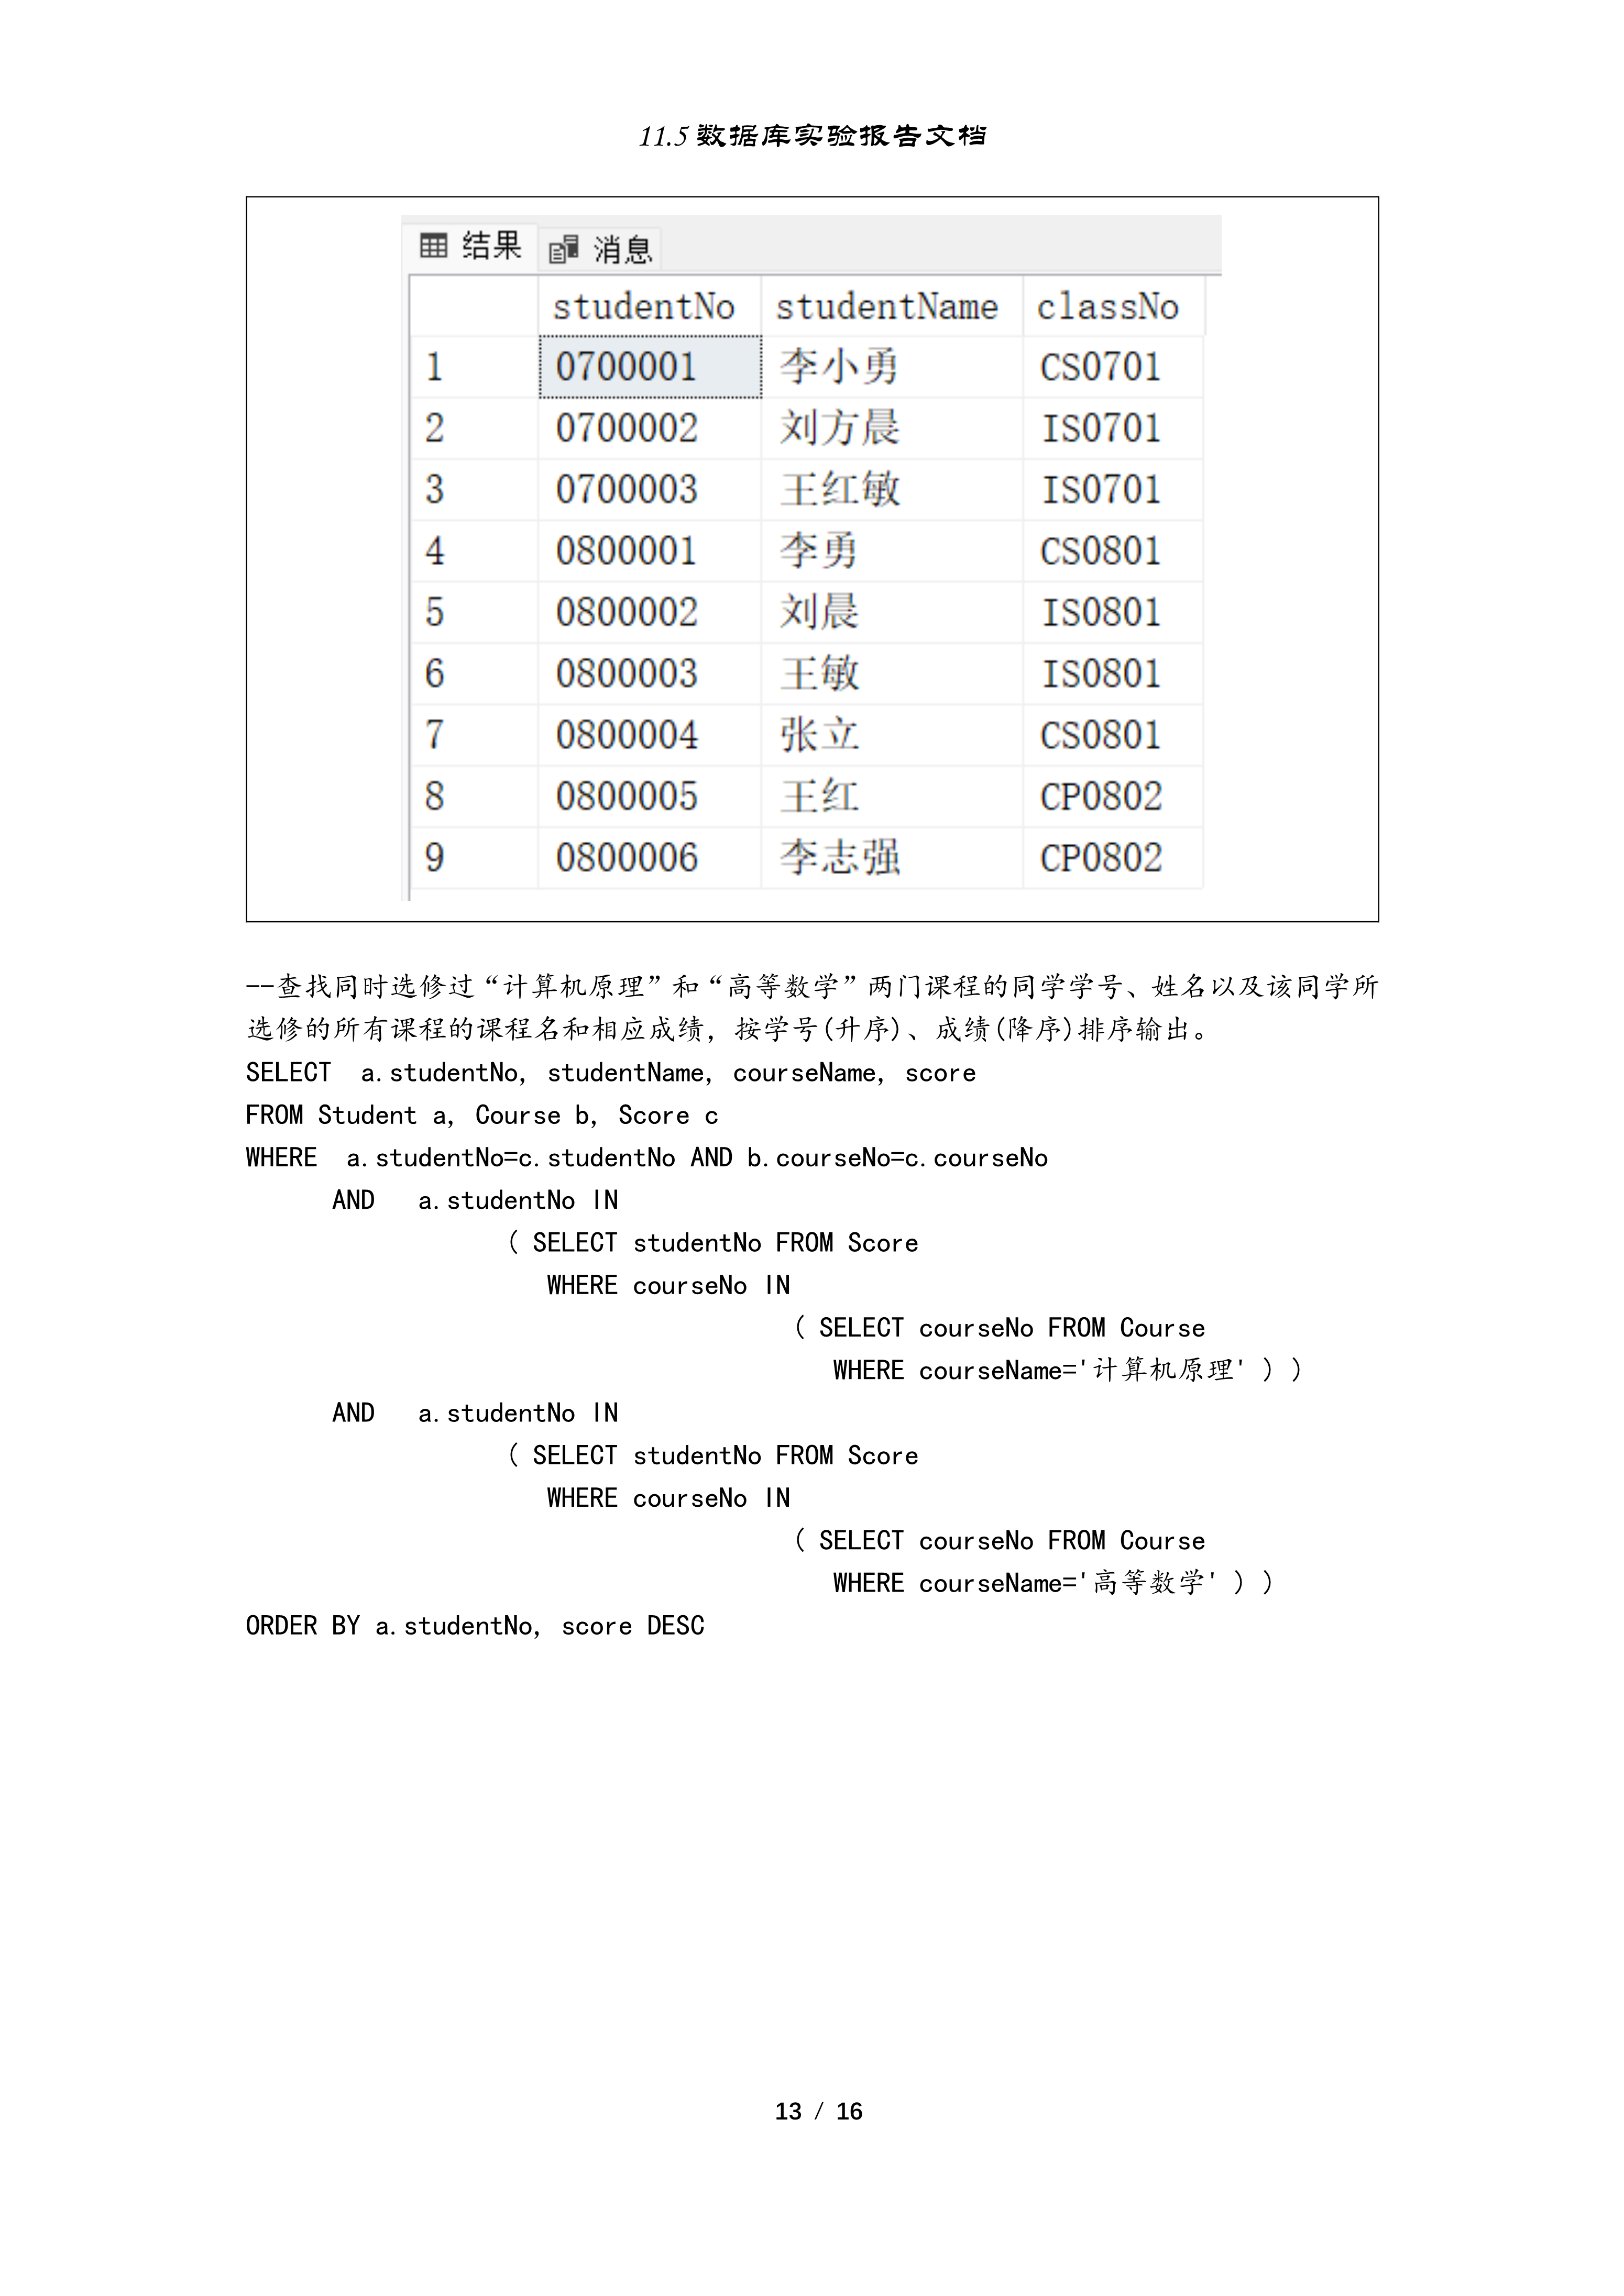 11.5数据库实验报告文档
结果 消息
studentNo studentName classNo
1 0700001 李小勇 CS0701
2 0700002 刘方晨 IS0701
3 0700003 王红敏 IS0701
4 0800001 李勇 CS0801
5 0800002 刘晨 IS0801
6 0800003 王敏 IS0801
7 0800004 张立 CS0801
8 0800005 王红 CP0802
9 0800006 李志强 CP0802
--查找同时选修过“计算机原理”和“高等数学”两门课程的同学学号、姓名以及该同学所
选修的所有课程的课程名和相应成绩，按学号(升序)、成绩(降序)排序输出。
SELECT  a.studentNo, studentName, courseName, score
FROM Student a, Course b, Score c
WHERE  a.studentNo=c.studentNo AND b.courseNo=c.courseNo
AND   a.studentNo IN
( SELECT studentNo FROM Score
WHERE courseNo IN
( SELECT courseNo FROM Course
WHERE courseName='计算机原理' ) )
AND   a.studentNo IN
( SELECT studentNo FROM Score
WHERE courseNo IN
( SELECT courseNo FROM Course
WHERE courseName='高等数学' ) )
ORDER BY a.studentNo, score DESC
13 / 16